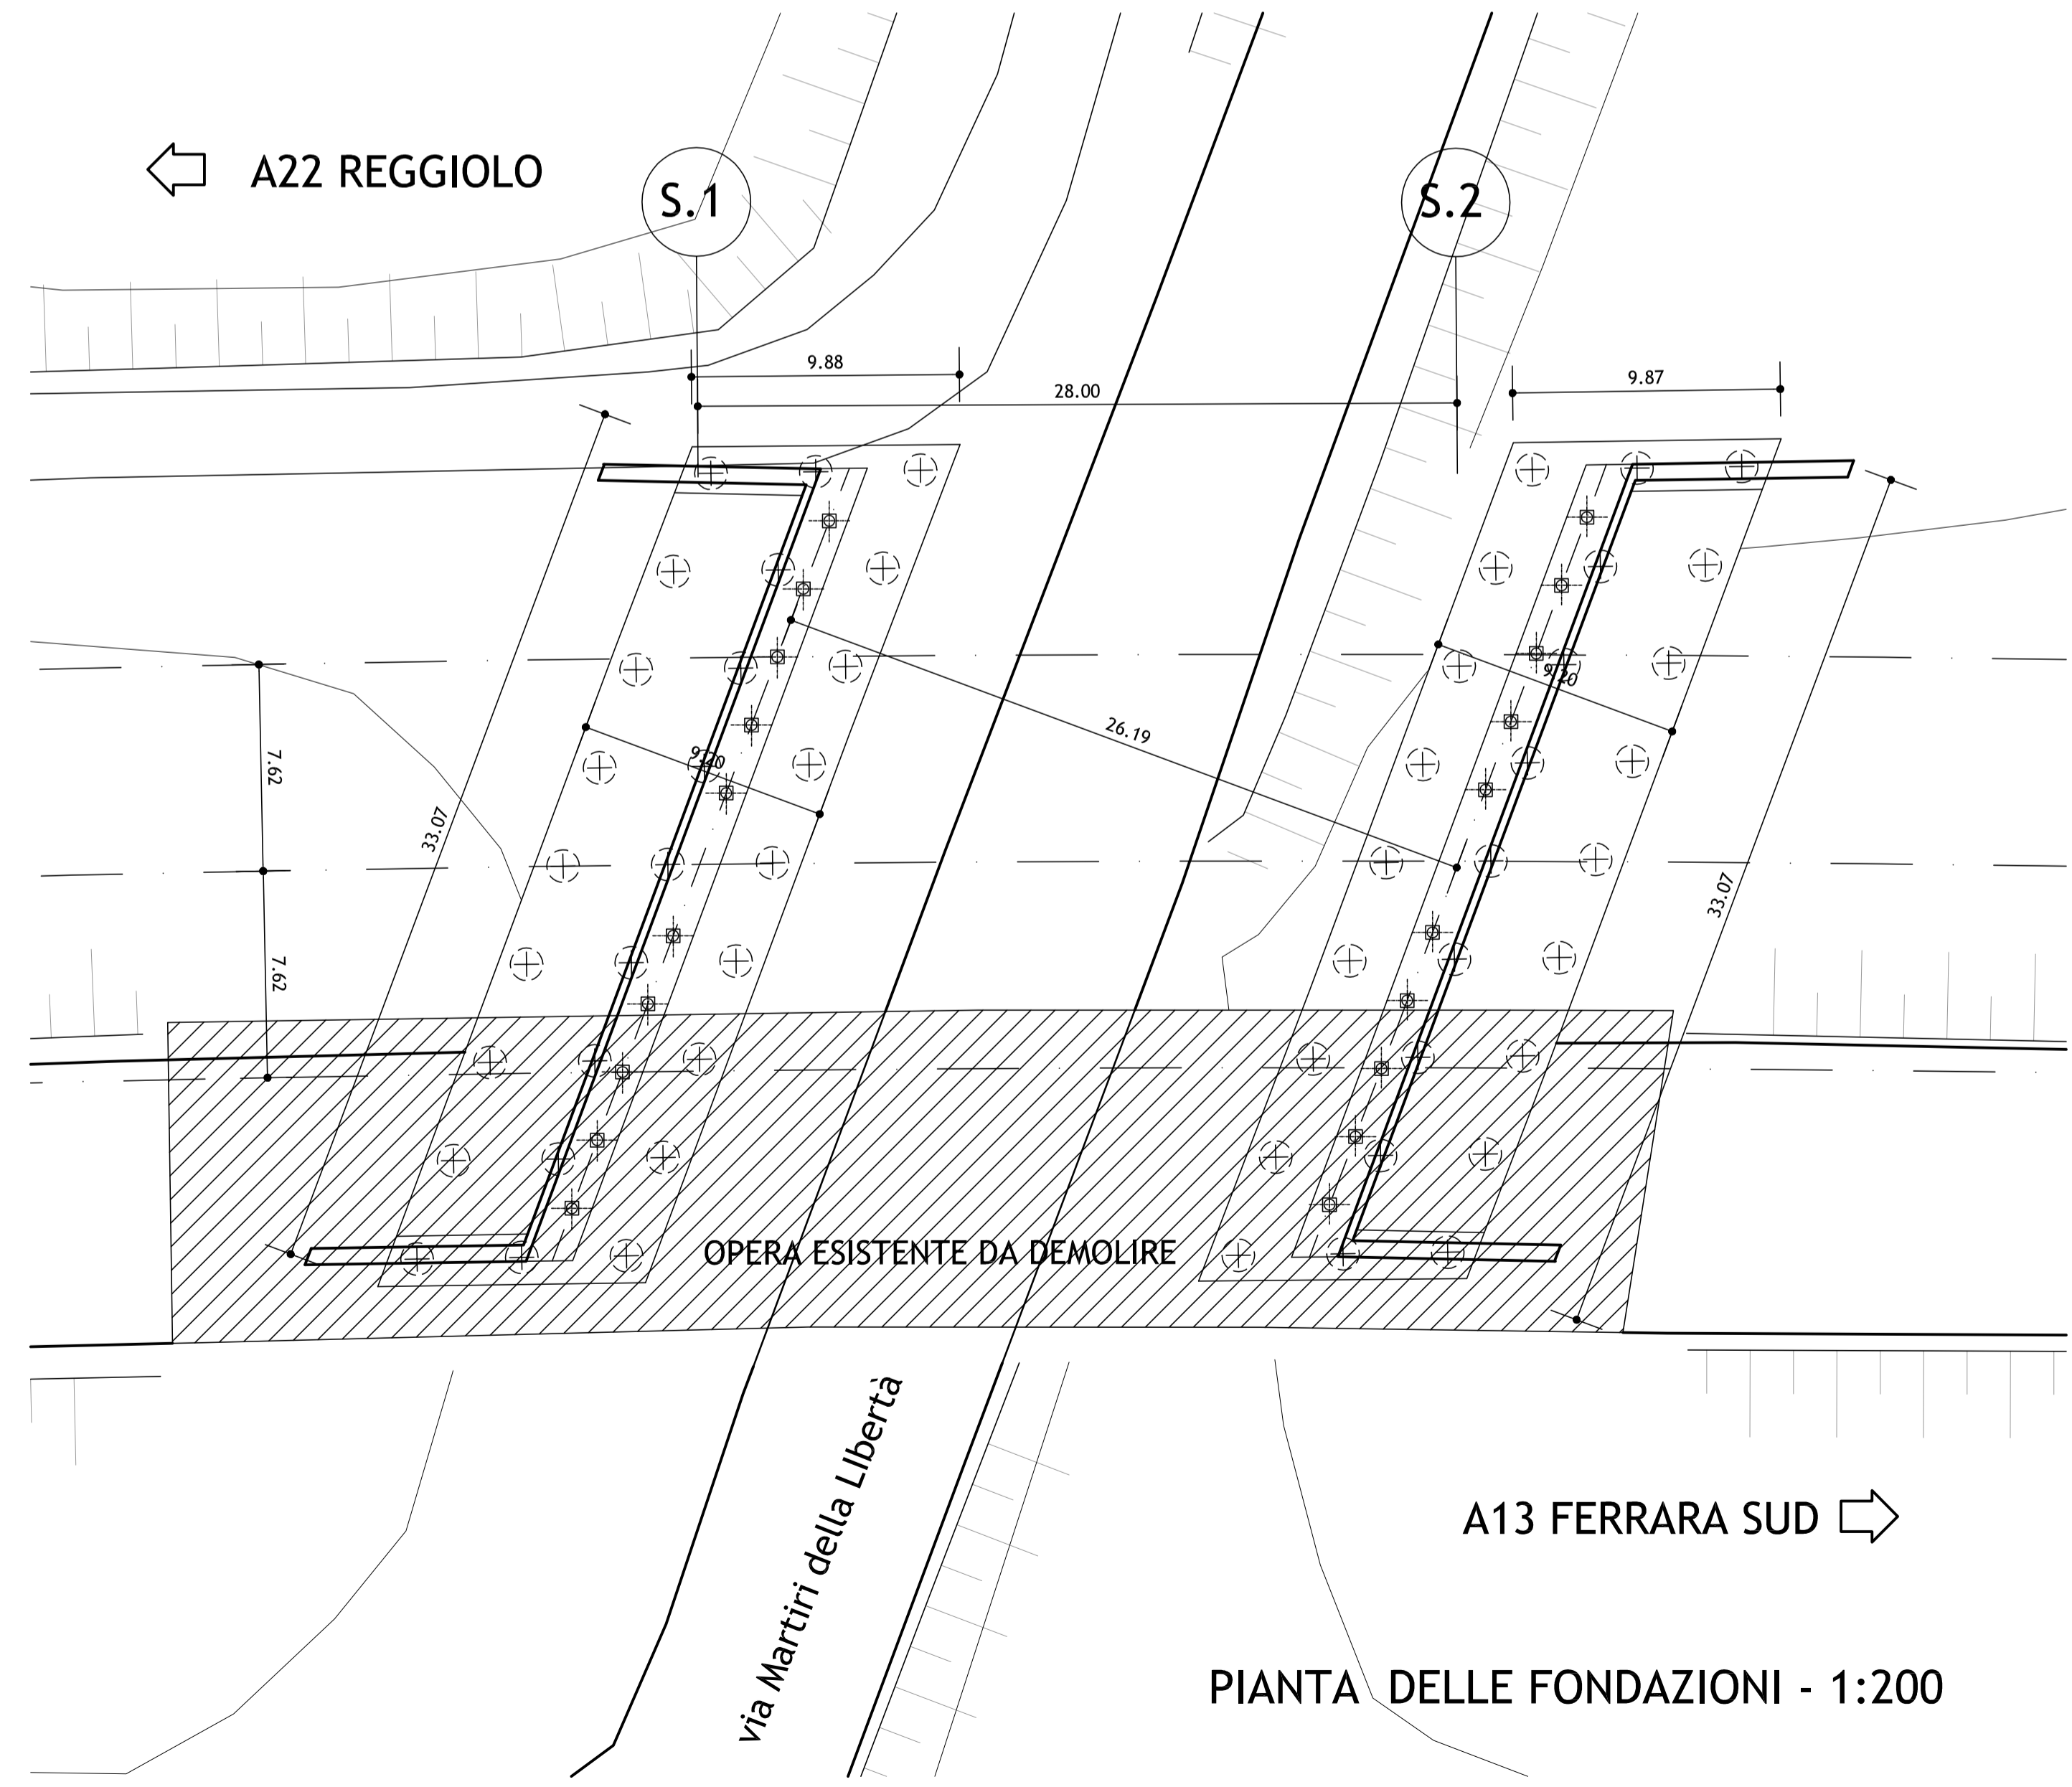 A22 REGGIOLO
S.1
S.2
9.88
28.00
9.87
9.20
26.19
9.20
7.62
33.07
33.07
7.62
OPERA ESISTENTE DA DEMOLIRE
via Martiri della LIbertà
A13 FERRARA SUD
PIANTA DELLE FONDAZIONI - 1:200